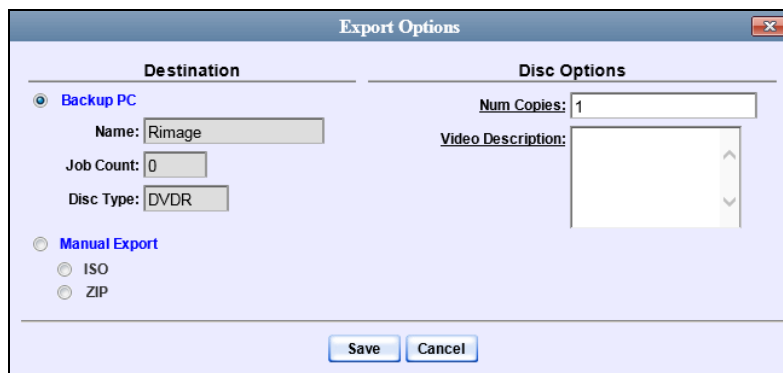 Export Options
Destination
Backup PC
Name: Rimage
Job Count: 0
Disc Type: DVDR
Manual Export
ISO
ZIP
Disc Options
Num Copies: 1
Video Description:
Save Cancel